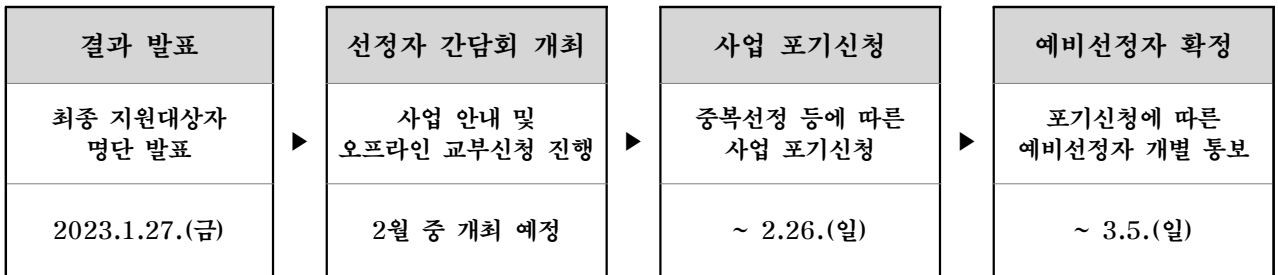 결과 발표
최종 지원대상자
명단 발표
2023.1.27.(금)
▶
선정자 간담회 개최
사업 안내 및
오프라인 교부신청 진행
2월 중 개최 예정
▶
사업 포기신청
중복선정 등에 따른
사업 포기신청
~ 2.26.(일)
▶
예비선정자 확정
포기신청에 따른
예비선정자 개별 통보
~ 3.5.(일)